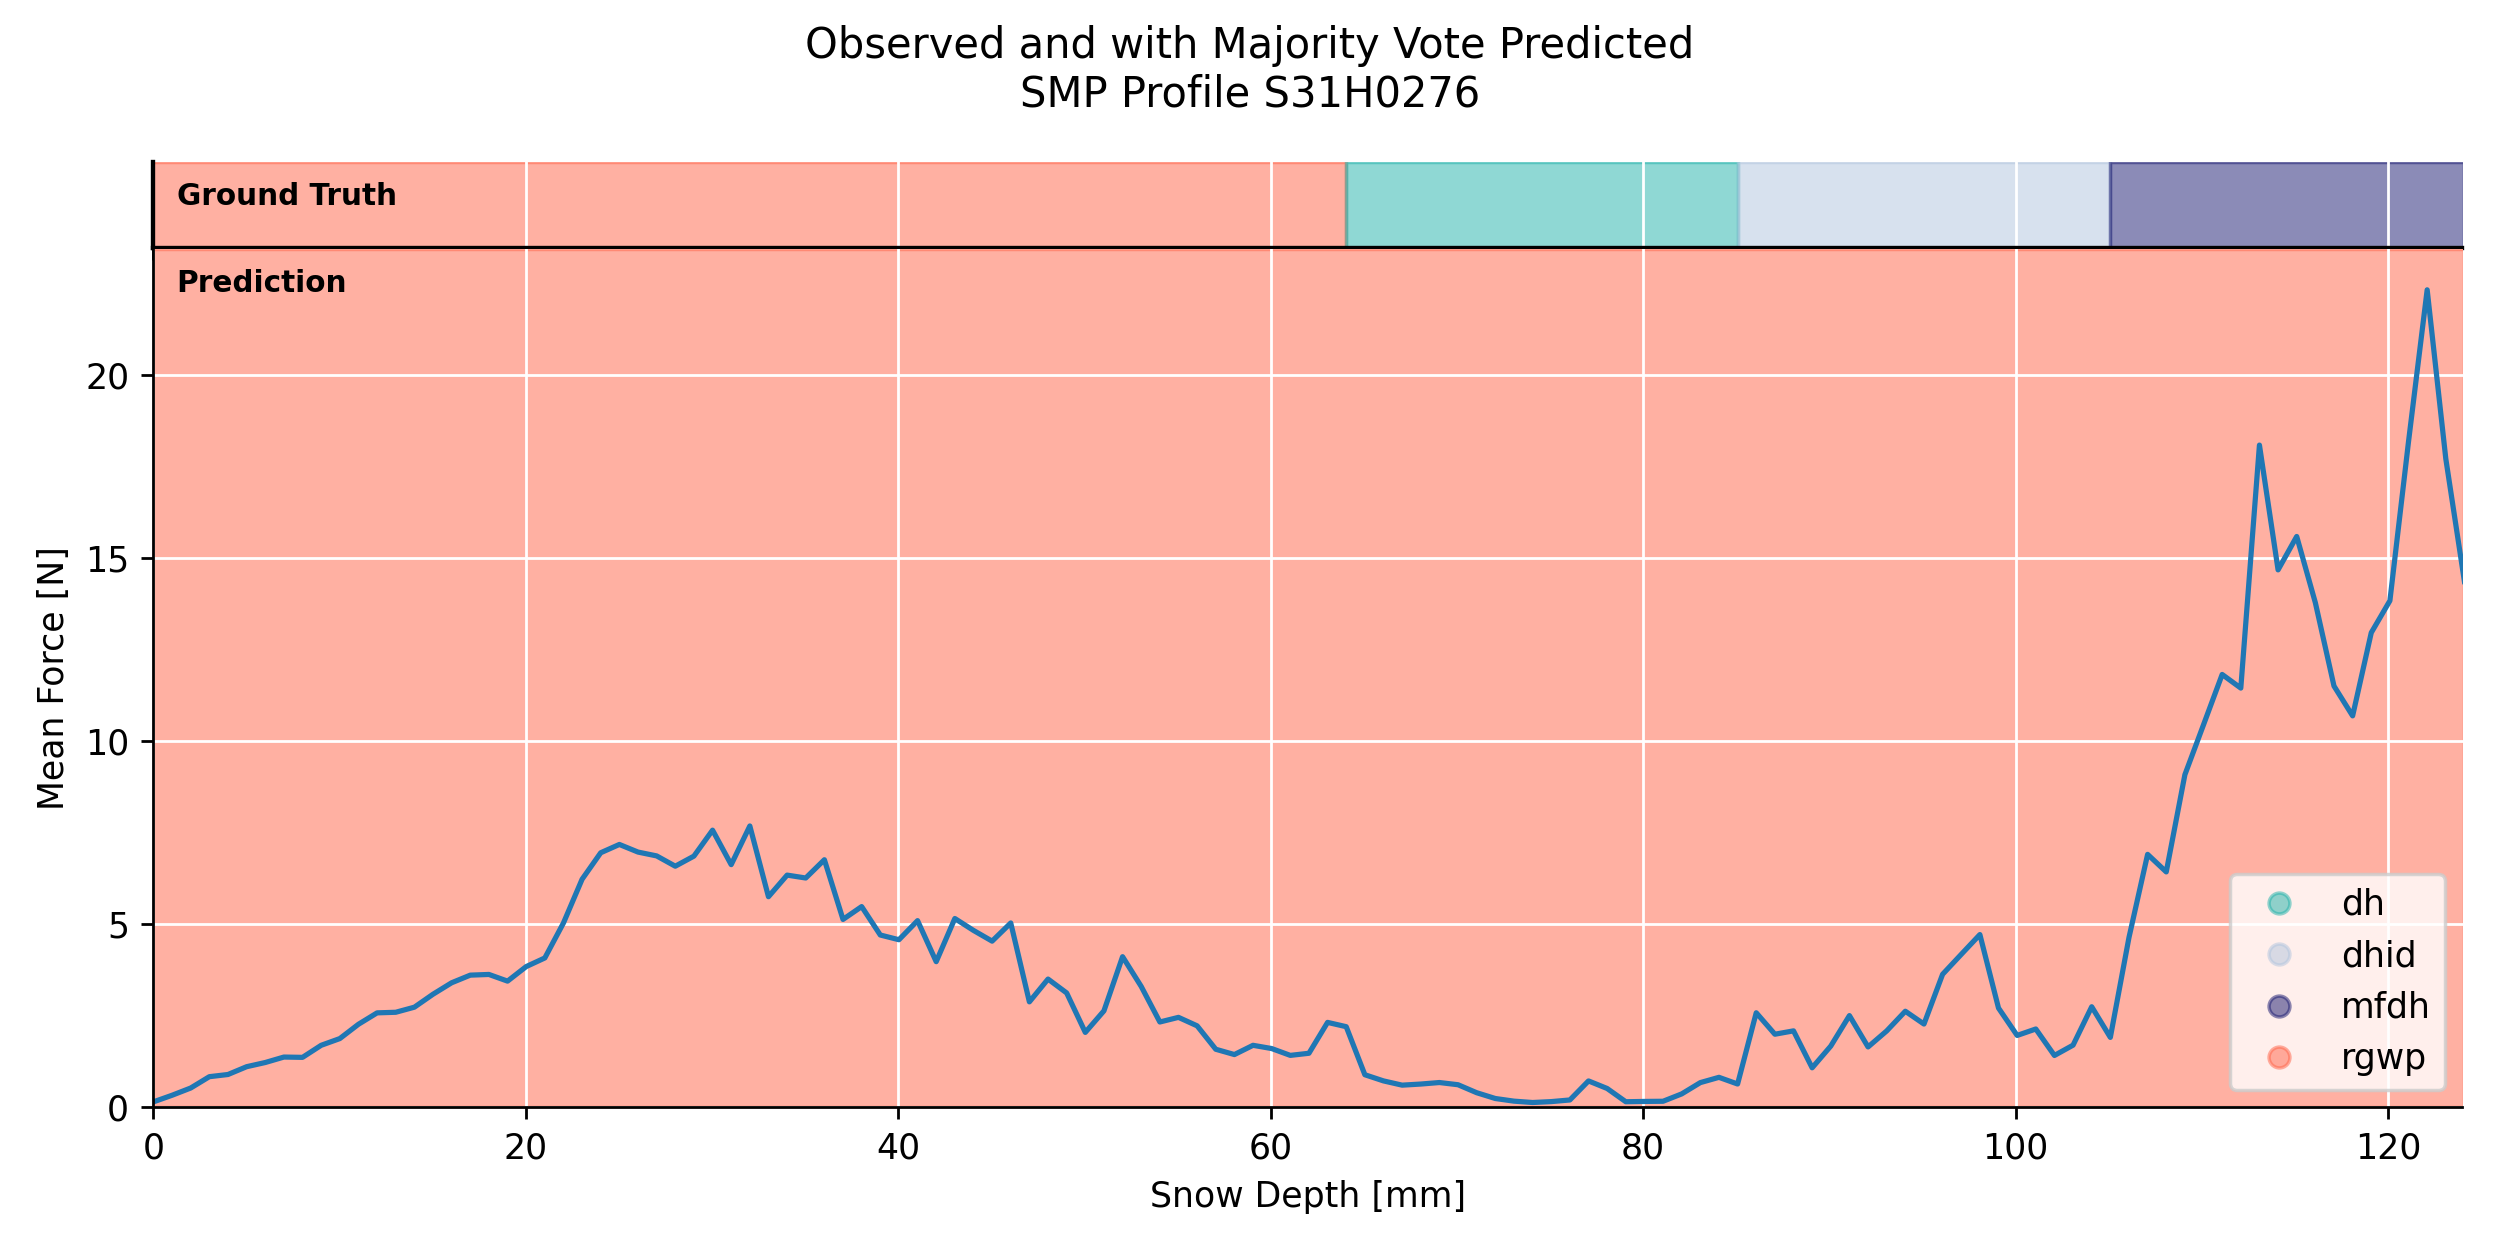 Observed and with Majority Vote Predicted
SMP Profile S31H0276
Ground Truth
Prediction
Mean Force [N]
20
15
10
5
0
0 20 40 60 80 100 120
Snow Depth [mm]
dh
dhid
mfdh
rgwp